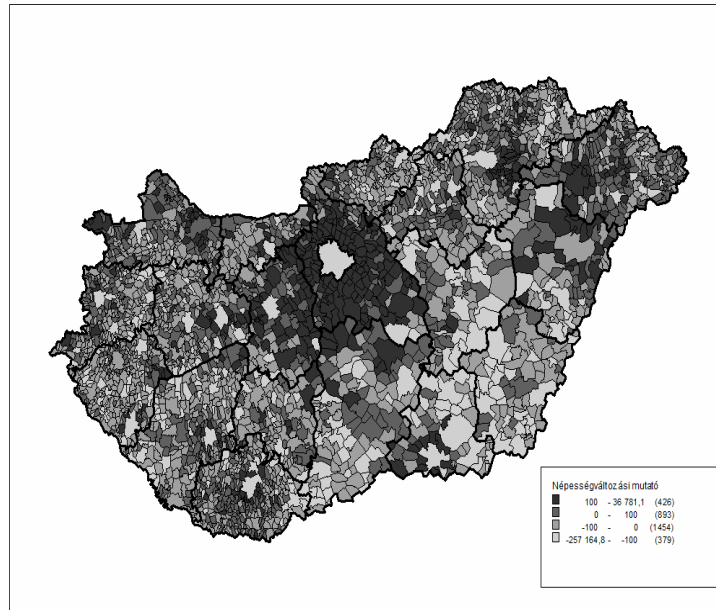 Népességváltozási mutató
100 - 36 781,1 (426)
0 - 100 (893)
-100 - 0 (1454)
-257 164,8 - -100 (379)